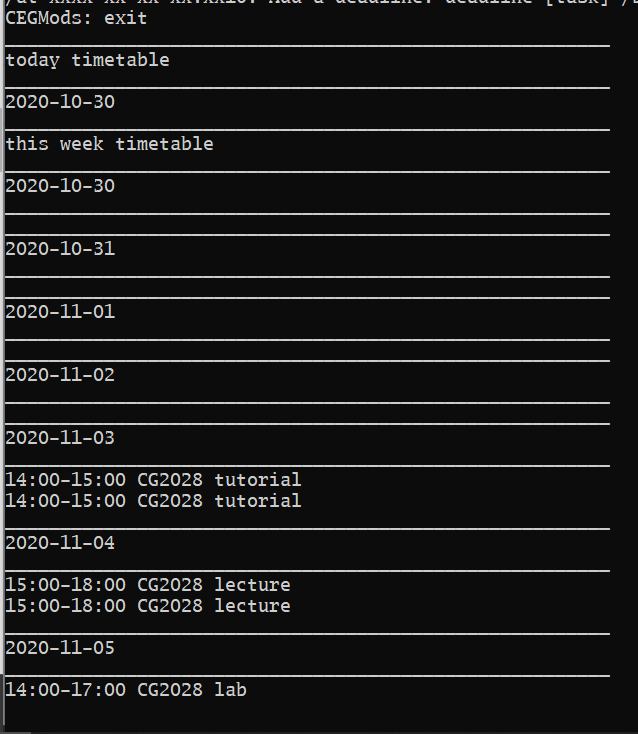 CEGMods: exit
today timetable
2020-10-30
this week timetable
2020-10-30
2020-10-31
2020-11-01
2020-11-02
2020-11-03
14:00-15:00 CG2028 tutorial
14:00-15:00 CG2028 tutorial
2020-11-04
15:00-18:00 CG2028 lecture
15:00-18:00 CG2028 lecture
2020-11-05
14:00-17:00 CG2028 lab